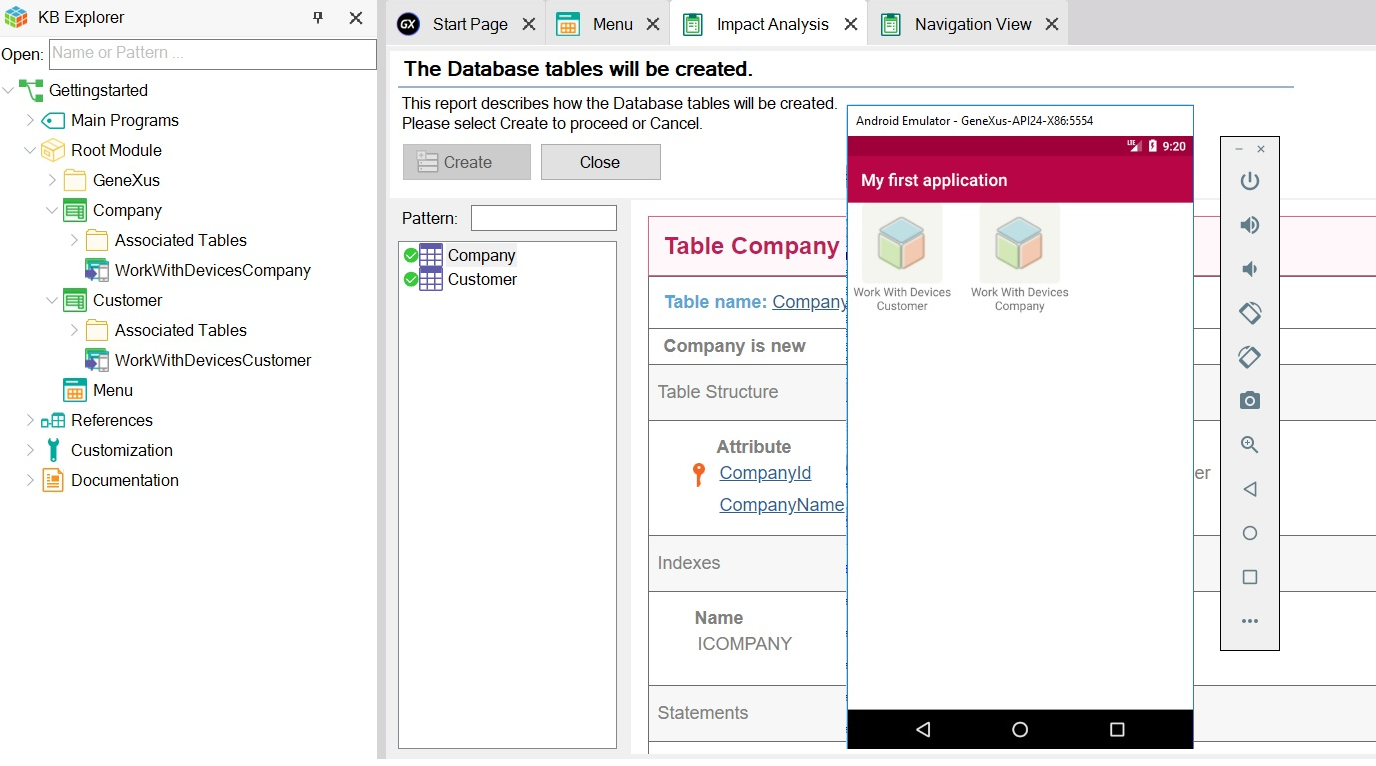 KB Explorer
Open:
Name or Pattern ...
Gettingstarted
Main Programs
Root Module
GeneXus
Company
Associated Tables
WorkWithDevicesCompany
Customer
Associated Tables
WorkWithDevicesCustomer
Menu
References
Customization
Documentation
GX
Start Page
Menu
Impact Analysis
Navigation View
The Database tables will be created.
This report describes how the Database tables will be created.
Please select Create to proceed or Cancel.
Create
Close
Pattern:
Company
Customer
Table Company
Table name: Company
Company is new
Table Structure
Attribute
CompanyId
CompanyName
er
Indexes
Name
ICOMPANY
Statements
Android Emulator - GeneXus-API24-X86:5554
LTE
9:20
My first application
Work With Devices
Customer
Work With Devices
Company